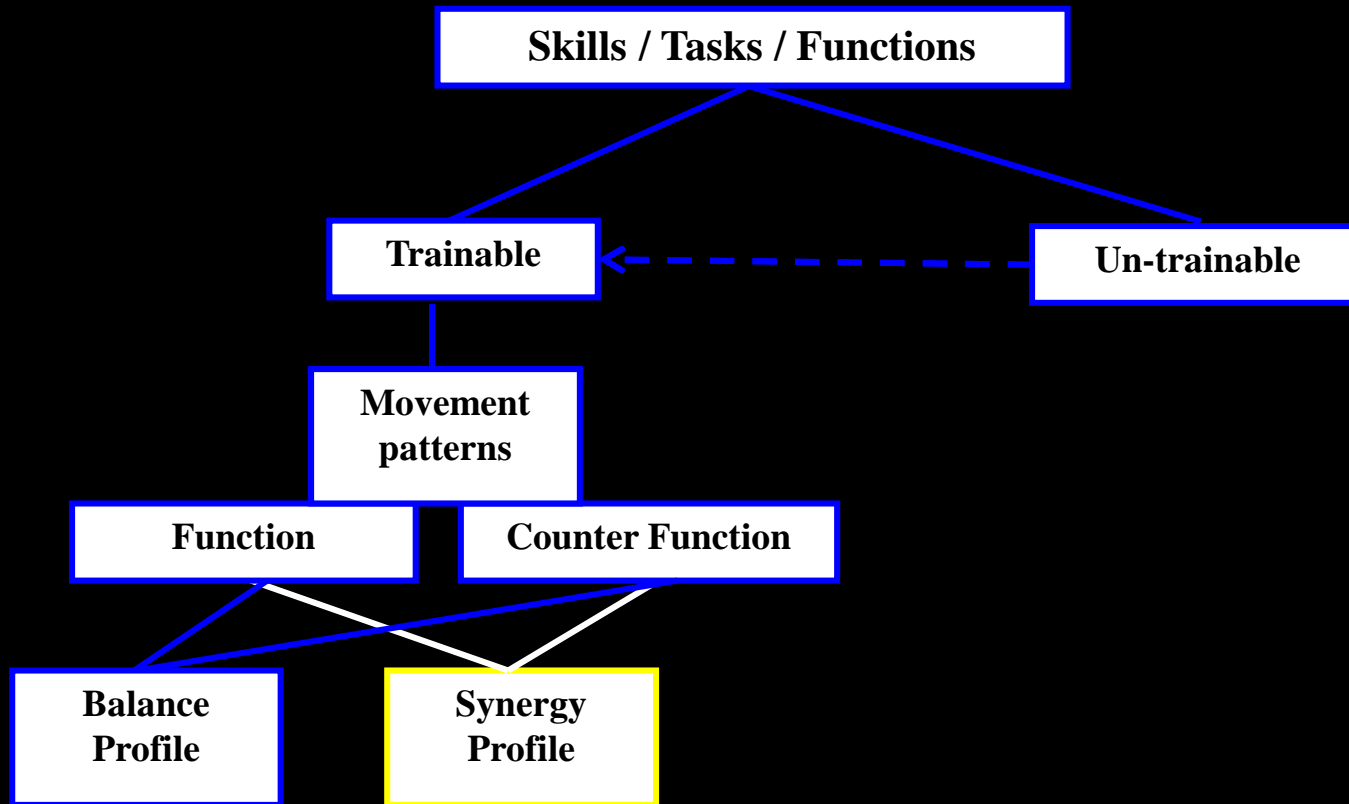 Skills / Tasks / Functions
Trainable
Un-trainable
Movement
patterns
Function
Counter Function
Balance
Profile
Synergy
Profile